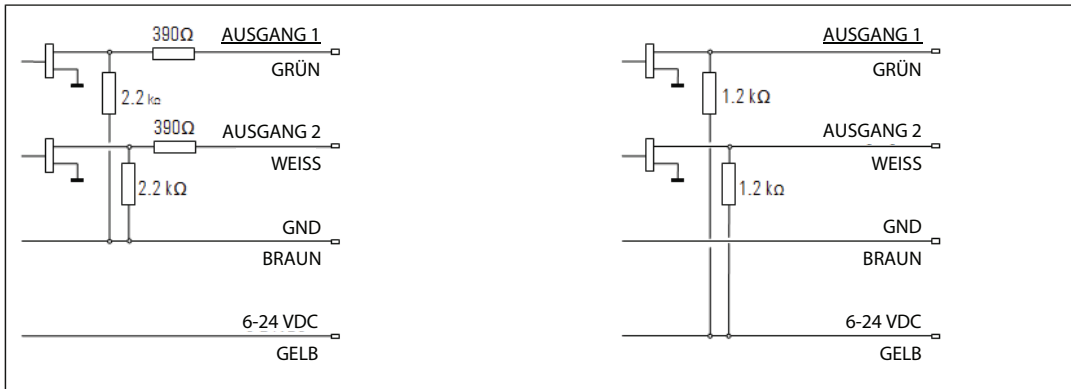 390Ω
AUSGANG 1
GRÜN
2.2 kΩ
390Ω
AUSGANG 2
WEISS
2.2 kΩ
GND
BRAUN
6-24 VDC
GELB
AUSGANG 1
GRÜN
1.2 kΩ
AUSGANG 2
WEISS
1.2 kΩ
GND
BRAUN
6-24 VDC
GELB